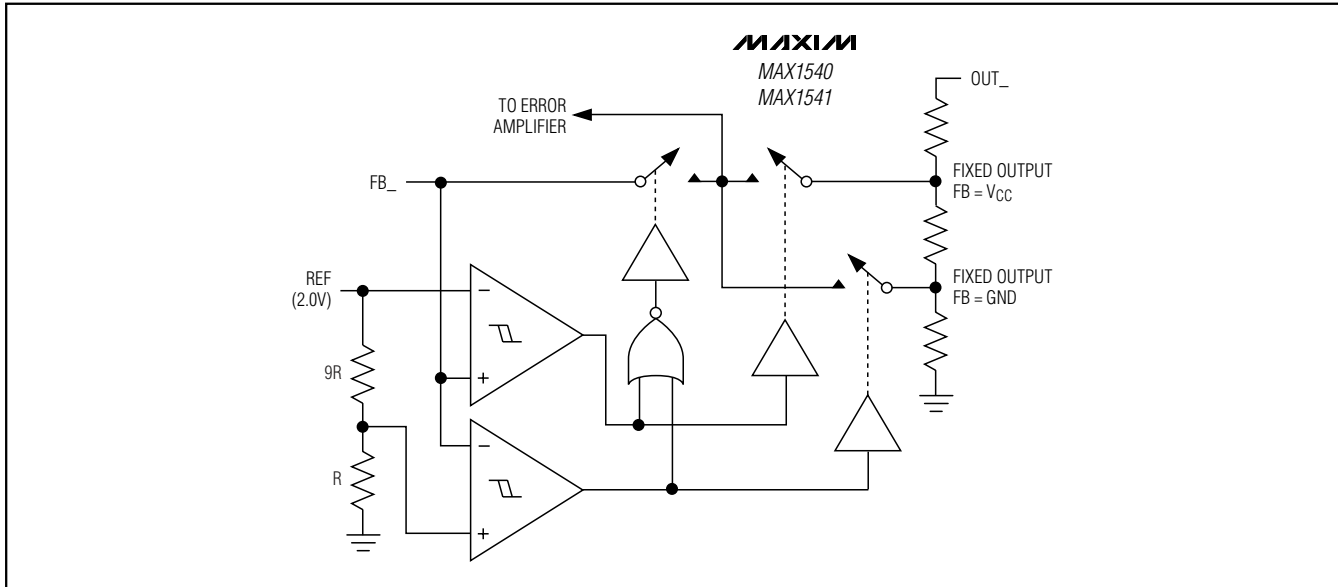 MAXIM
MAX1540
MAX1541
OUT_
TO ERROR
AMPLIFIER
FB_
FIXED OUTPUT
FB = VCC
REF
(2.0V)
FIXED OUTPUT
FB = GND
9R
R
−
+
−
+